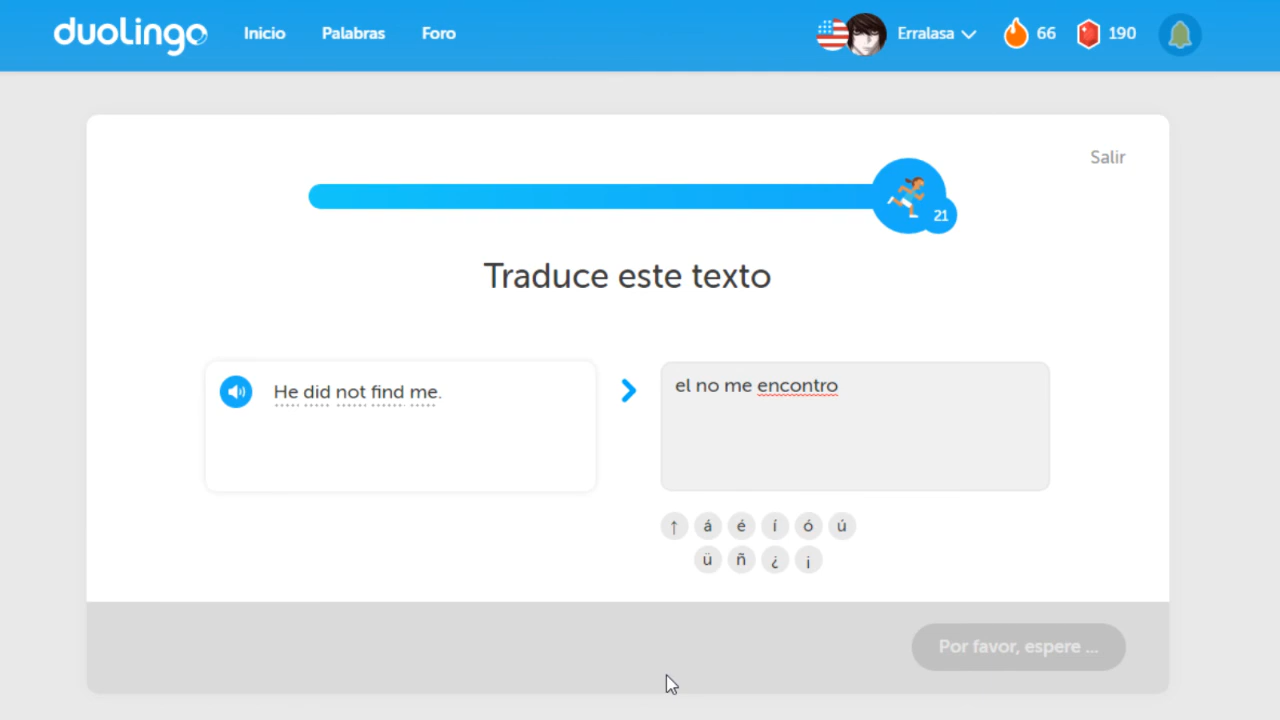 duolingo Inicio Palabras Foro Erralasa 66 190
Salir
21
Traduce este texto
He did not find me. el no me encontro
↑ á é í ó ú
ü ñ ¿ ¡
Por favor, espere ...